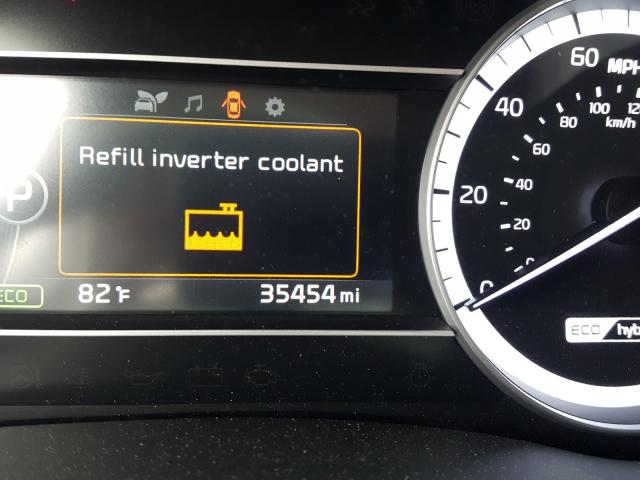 Refill inverter coolant
P
ECO
82°F
35454 mi
60 MPH
40
100
80
km/h
60
20
40
20
0
0
ECO